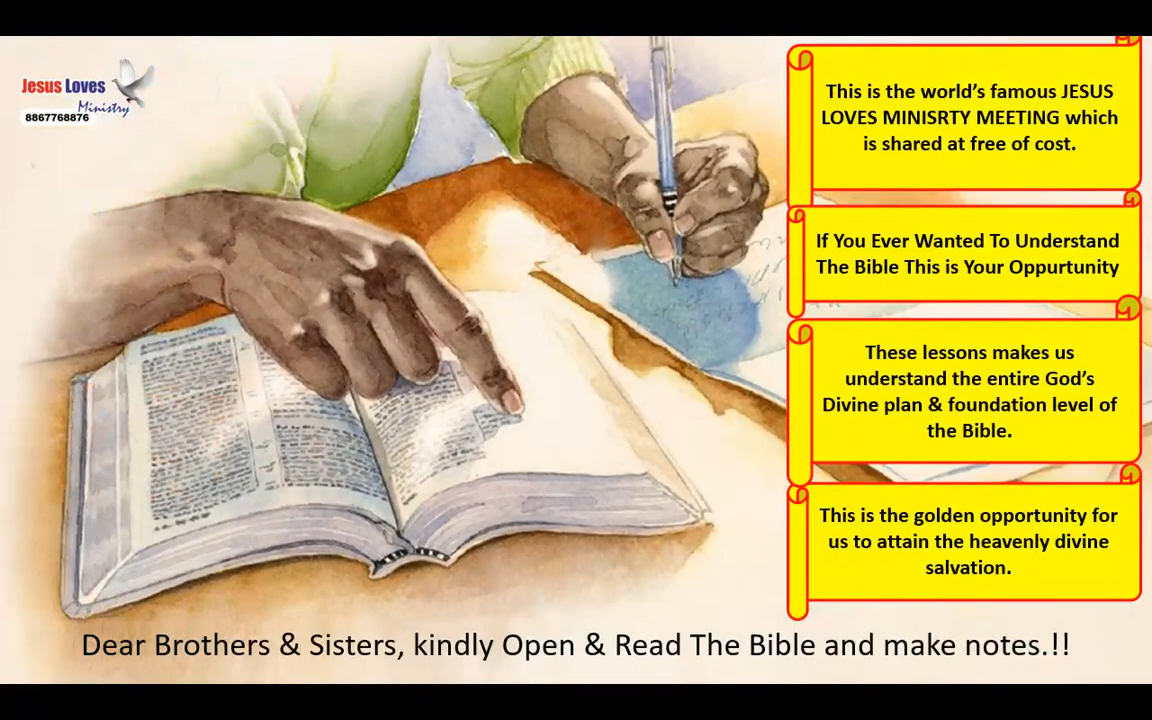 Jesus Loves
Ministry
8867768876
This is the world's famous JESUS
LOVES MINISRTY MEETING which
is shared at free of cost.
If You Ever Wanted To Understand
The Bible This is Your Oppurtunity
These lessons makes us
understand the entire God's
Divine plan & foundation level of
the Bible.
This is the golden opportunity for
us to attain the heavenly divine
salvation.
Dear Brothers & Sisters, kindly Open & Read The Bible and make notes.!!